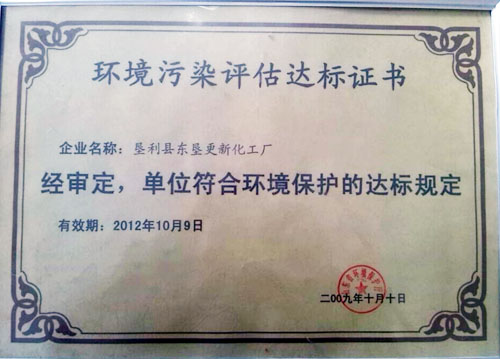 环境污染评估达标证书
企业名称：垦利县东垦更新化工厂
经审定，单位符合环境保护的达标规定
有效期：2012年10月9日
二00九年十月十日